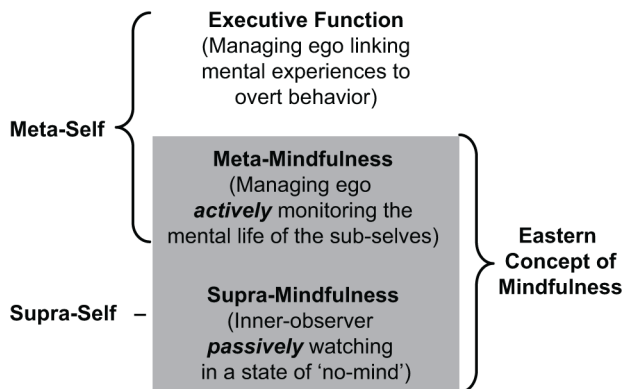 Executive Function
(Managing ego linking
mental experiences to
overt behavior)
Meta-Self
Meta-Mindfulness
(Managing ego
actively monitoring the
mental life of the sub-selves)
Eastern
Concept of
Mindfulness
Supra-Self –
Supra-Mindfulness
(Inner-observer
passively watching
in a state of ‘no-mind’)